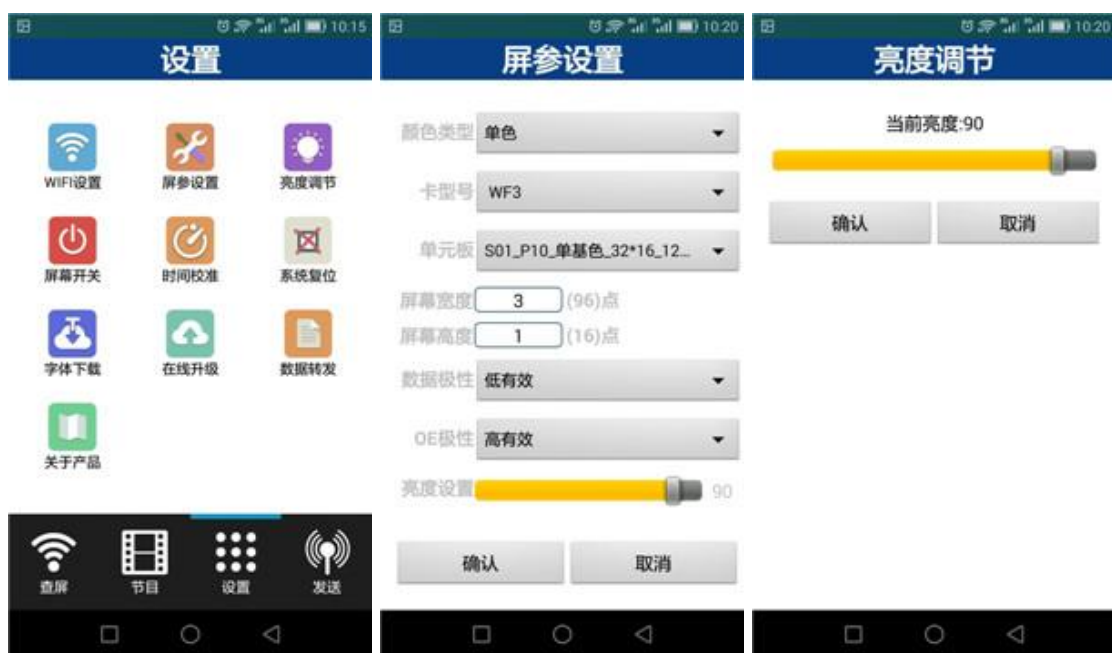 10:15
设置
WIFI设置
屏参设置
亮度调节
屏幕开关
时间校准
系统复位
字体下载
在线升级
数据转发
关于产品
查屏
节目
设置
发送
10:20
屏参设置
颜色类型 单色
卡型号 WF3
单元板 S01_P10_单基色_32*16_12...
屏幕宽度 3 (96)点
屏幕高度 1 (16)点
数据极性 低有效
OE极性 高有效
亮度设置 90
确认 取消
10:20
亮度调节
当前亮度:90
确认 取消